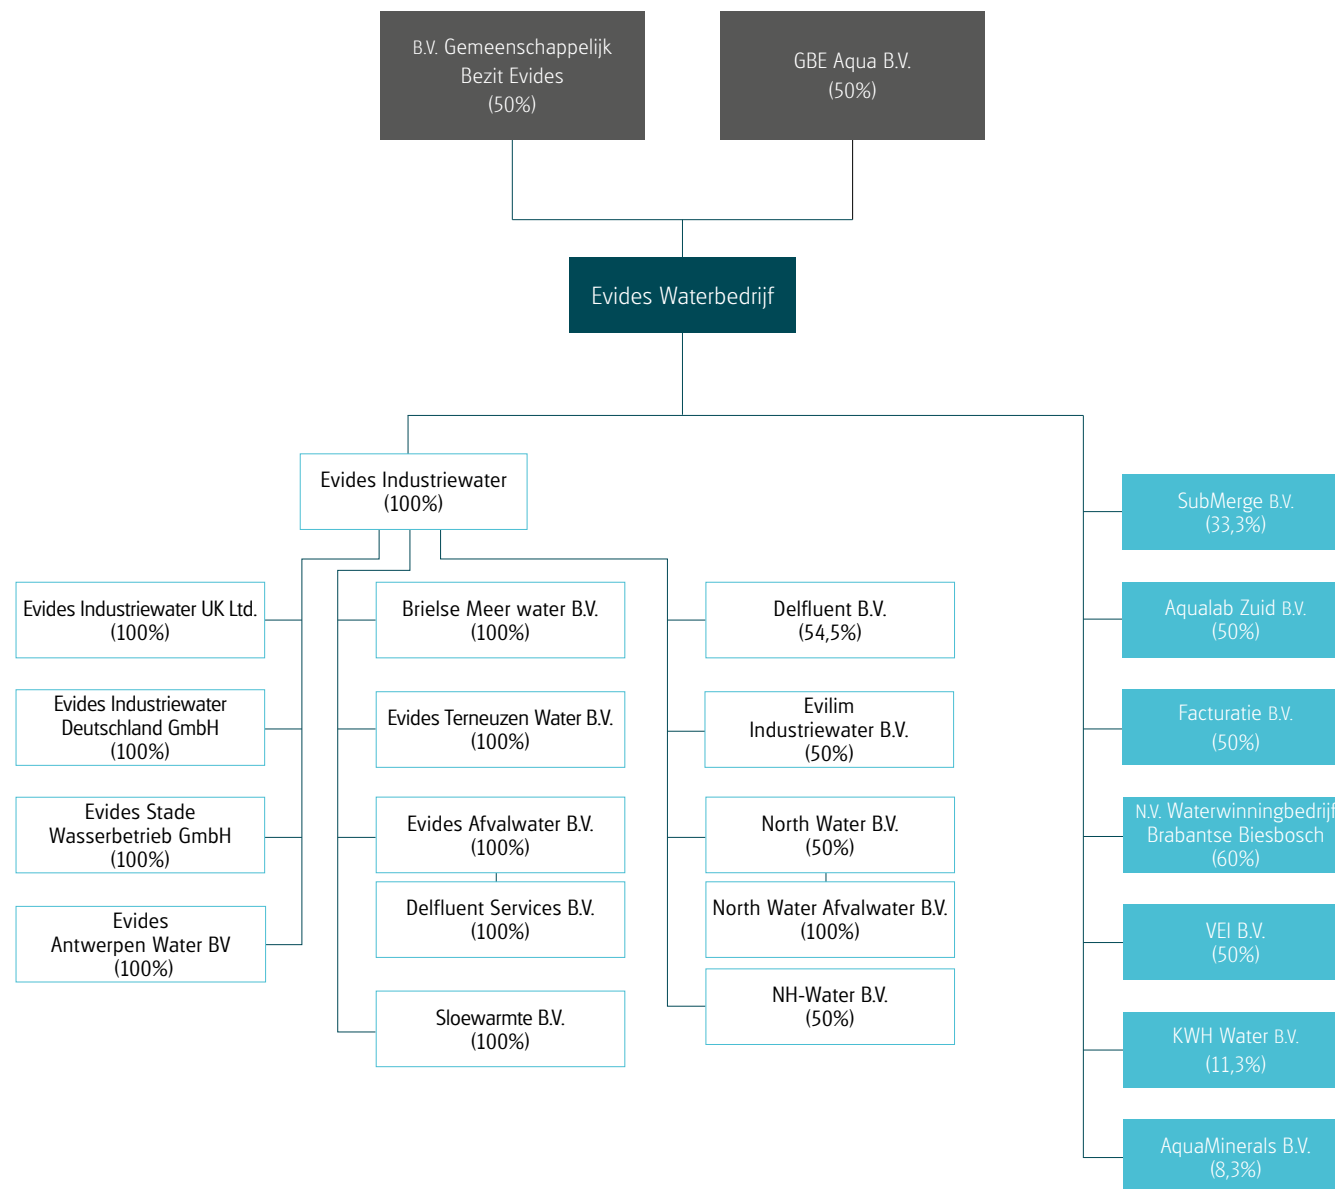 B.V. Gemeenschappelijk
Bezit Evides
(50%)
GBE Aqua B.V.
(50%)
Evides Waterbedrijf
Evides Industriewater
(100%)
Evides Industriewater UK Ltd.
(100%)
Evides Industriewater
Deutschland GmbH
(100%)
Evides Stade
Wasserbetrieb GmbH
(100%)
Evides
Antwerpen Water BV
(100%)
Brielse Meer water B.V.
(100%)
Evides Terneuzen Water B.V.
(100%)
Evides Afvalwater B.V.
(100%)
Delfluent Services B.V.
(100%)
Sloewarmte B.V.
(100%)
Delfluent B.V.
(54,5%)
Evilim
Industriewater B.V.
(50%)
North Water B.V.
(50%)
North Water Afvalwater B.V.
(100%)
NH-Water B.V.
(50%)
SubMerge B.V.
(33,3%)
Aqualab Zuid B.V.
(50%)
Facturatie B.V.
(50%)
N.V. Waterwinningbedrijf
Brabantse Biesbosch
(60%)
VEI B.V.
(50%)
KWH Water B.V.
(11,3%)
AquaMinerals B.V.
(8,3%)